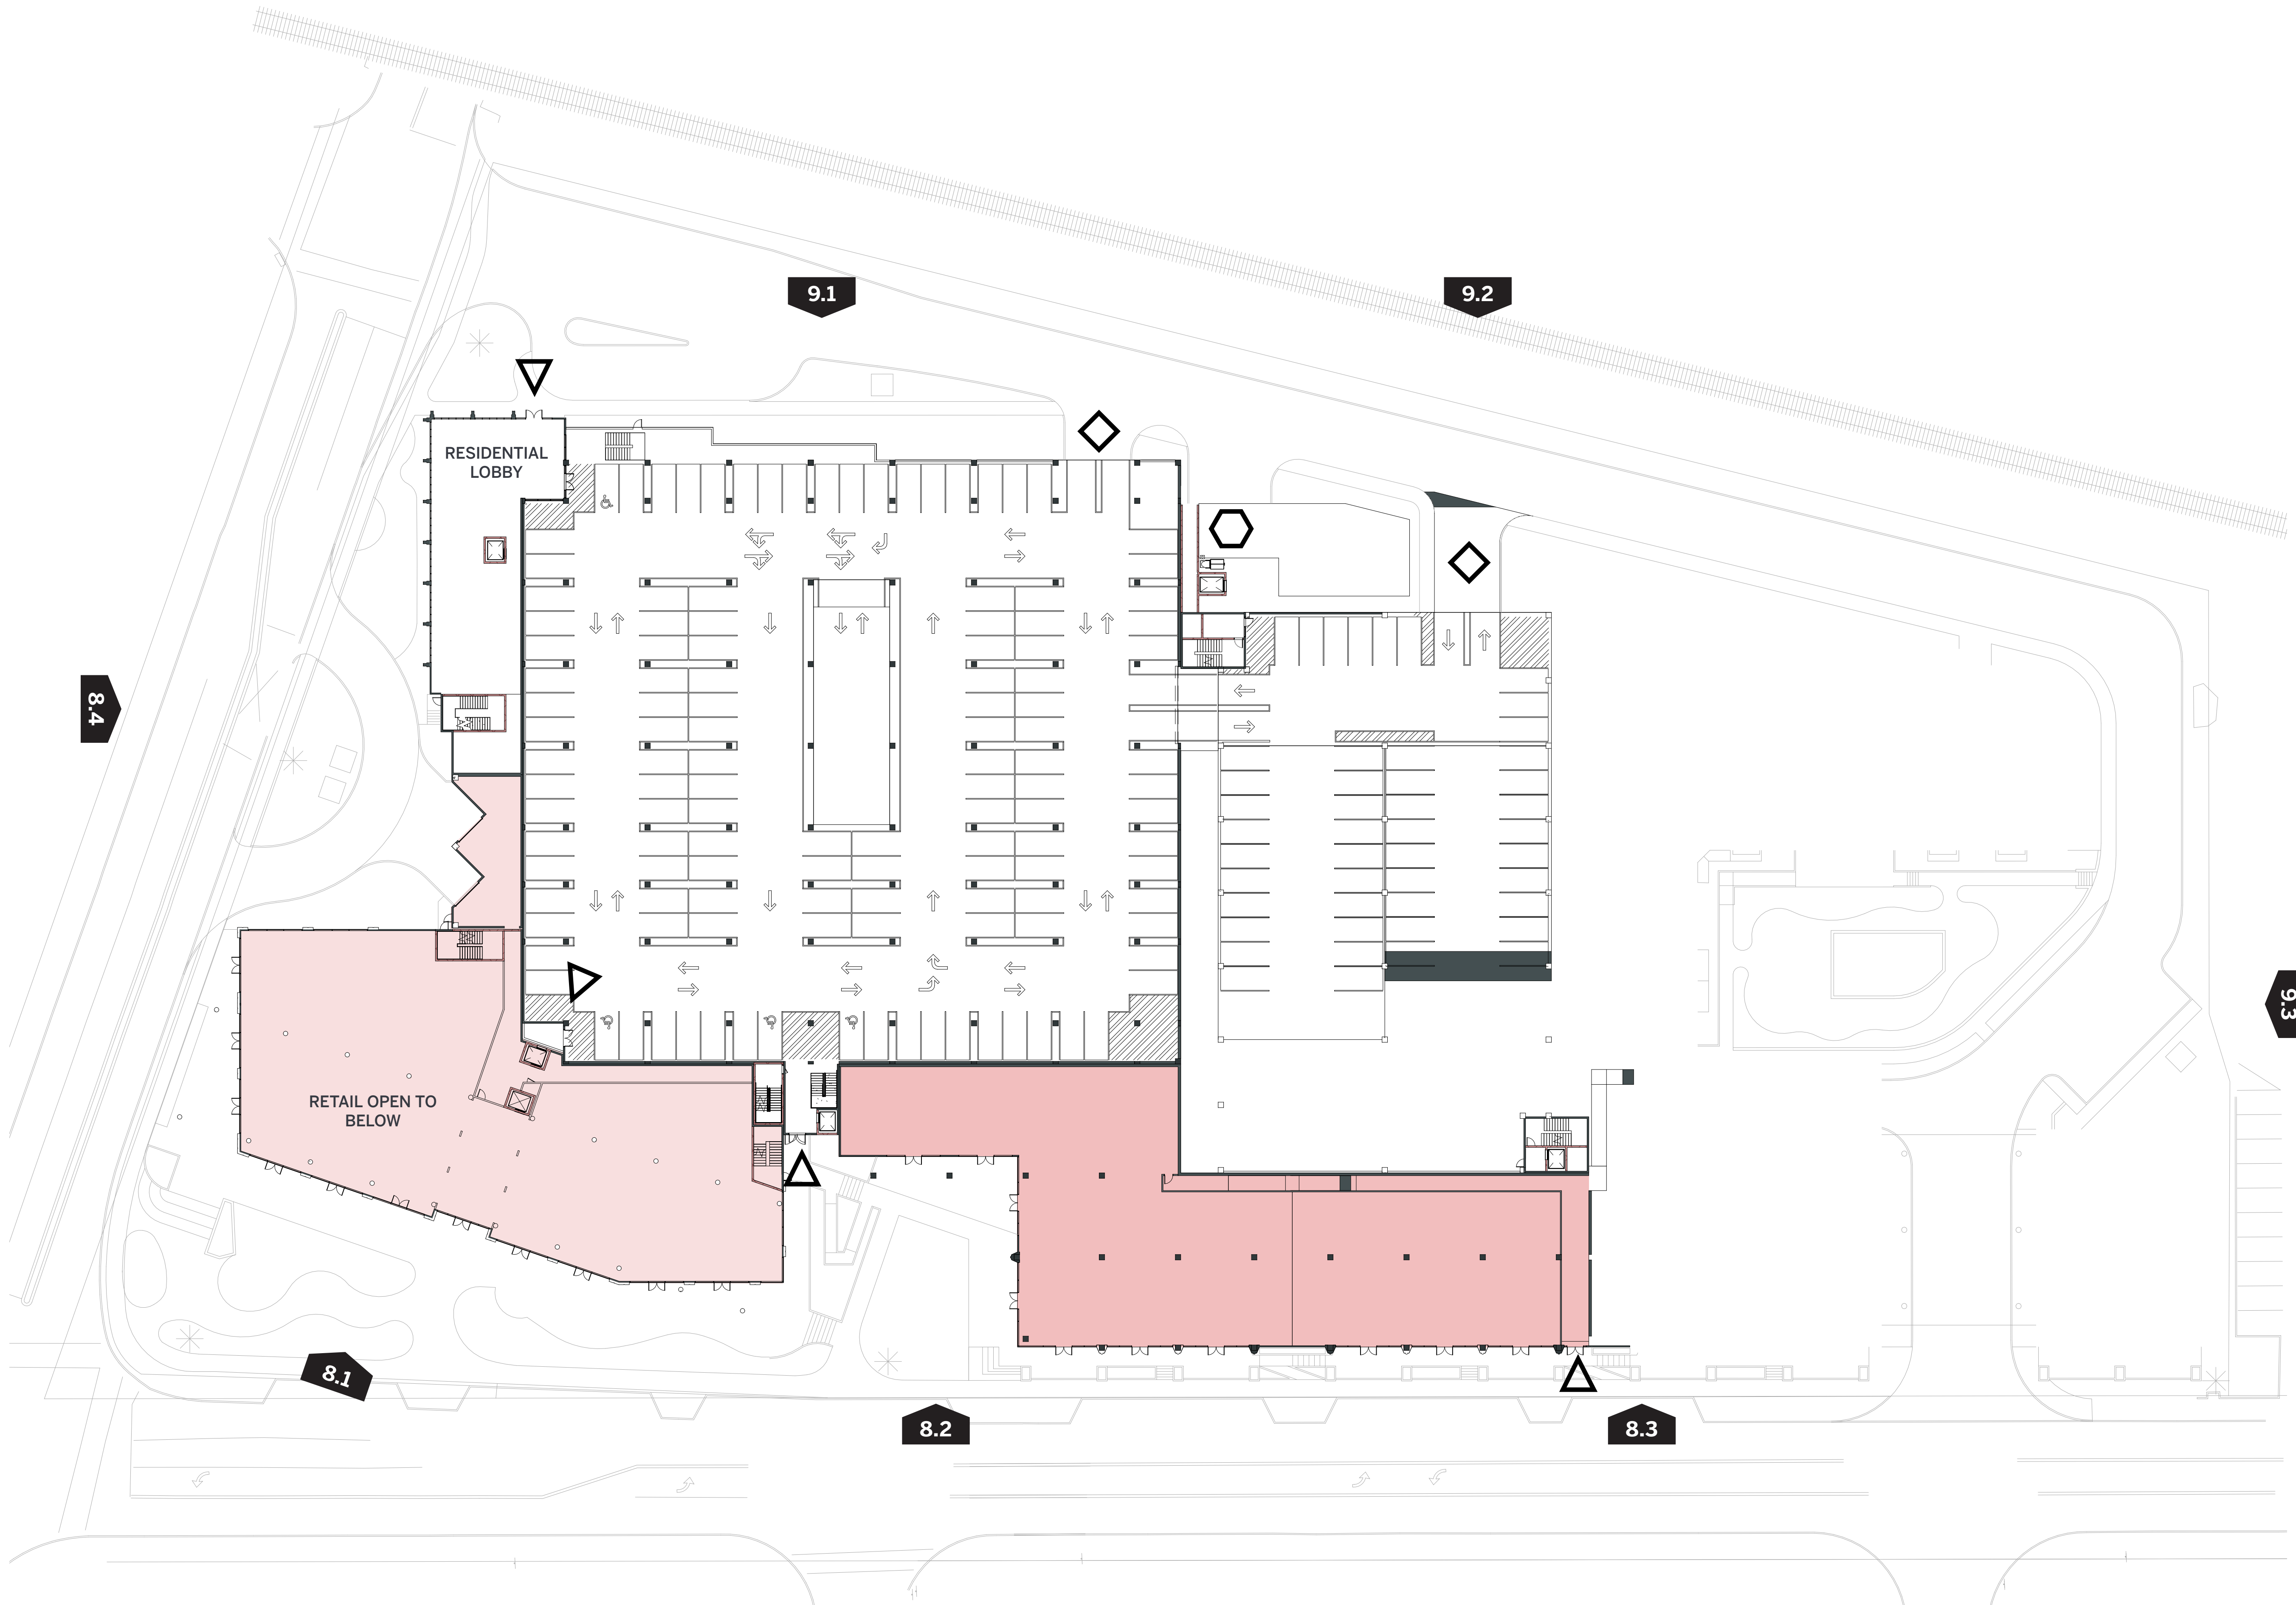 9.1
9.2
RESIDENTIAL
LOBBY
8.4
9.3
RETAIL OPEN TO
BELOW
8.1
8.2
8.3